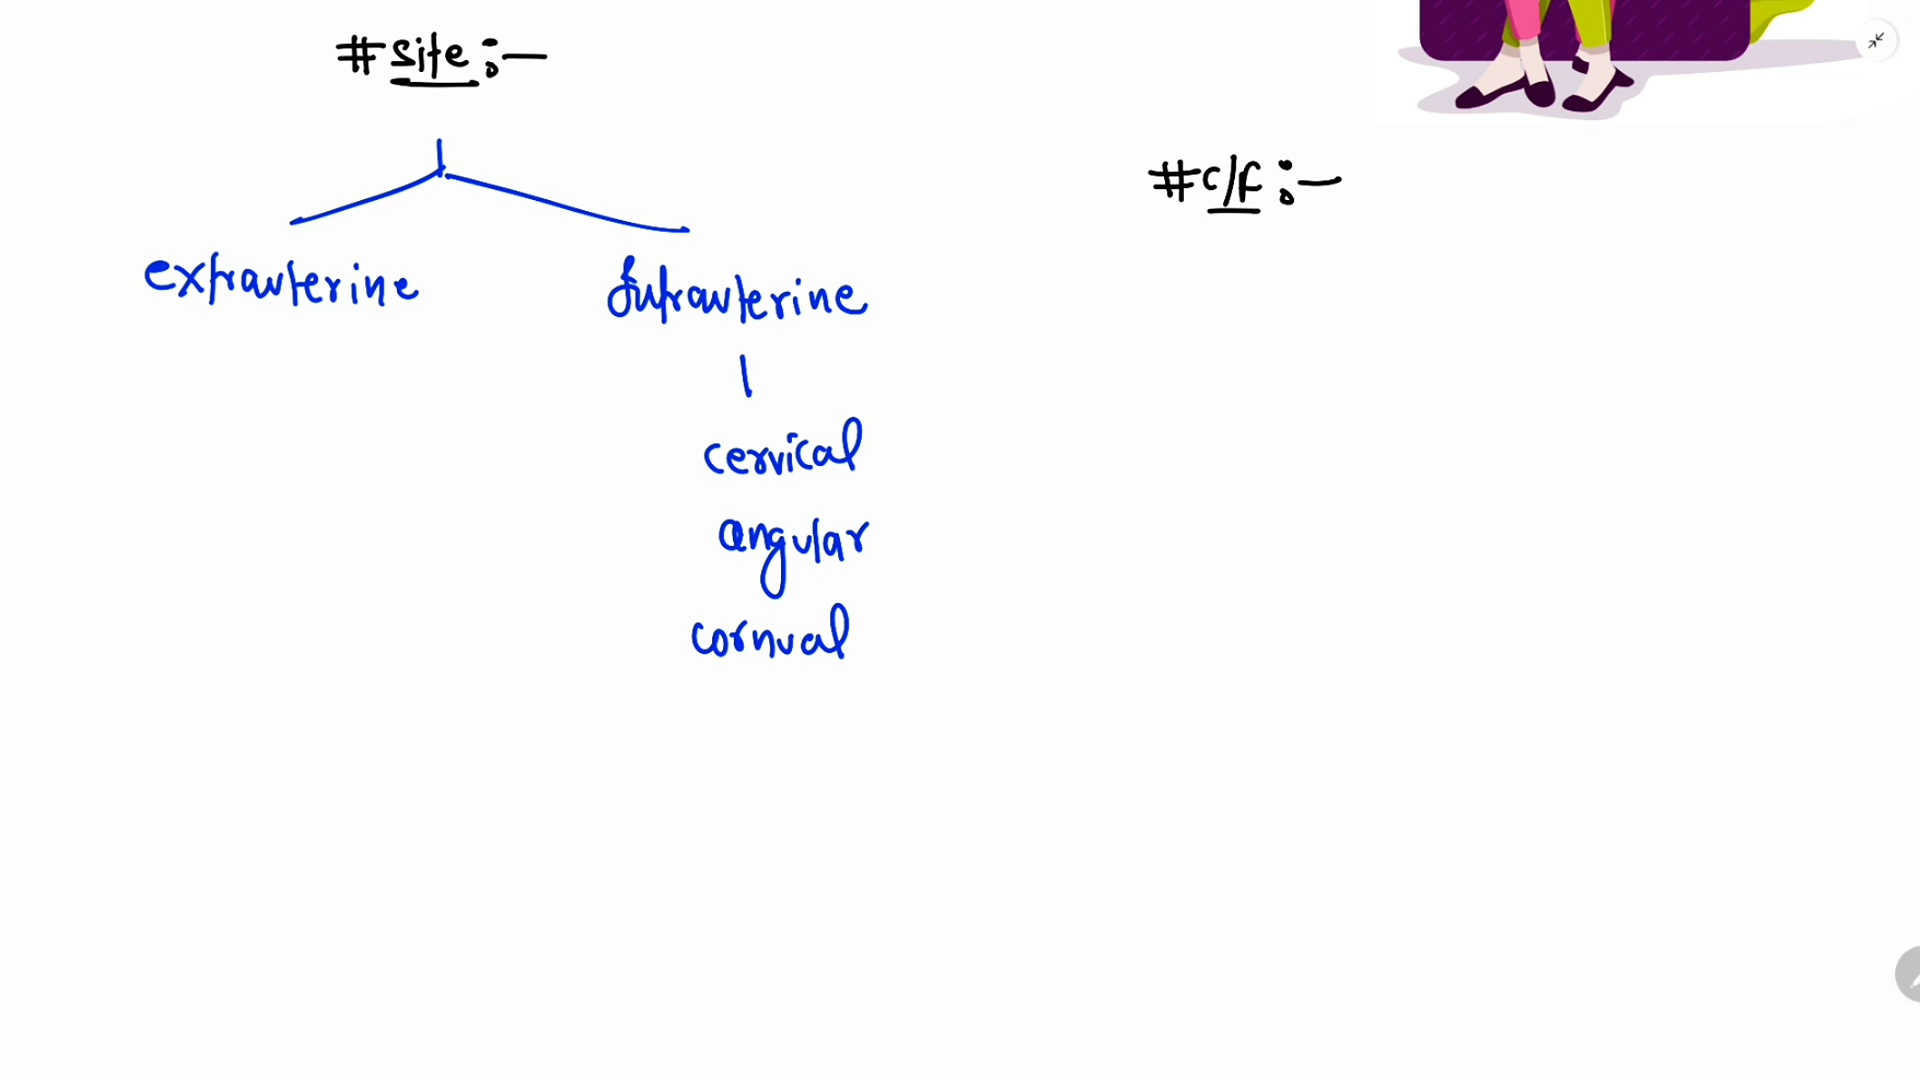 #site :-
#c/f :-
extrauterine
Intrauterine
cervical
angular
cornual